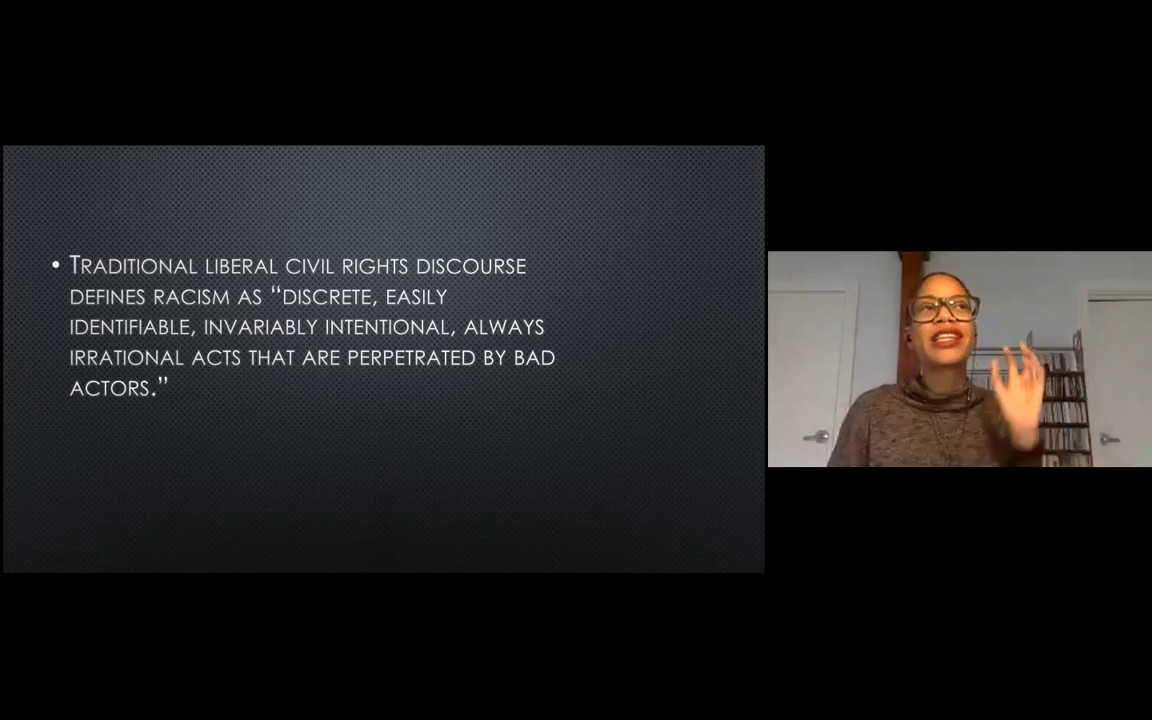 • Traditional liberal civil rights discourse
defines racism as “discrete, easily
identifiable, invariably intentional, always
irrational acts that are perpetrated by bad
actors.”